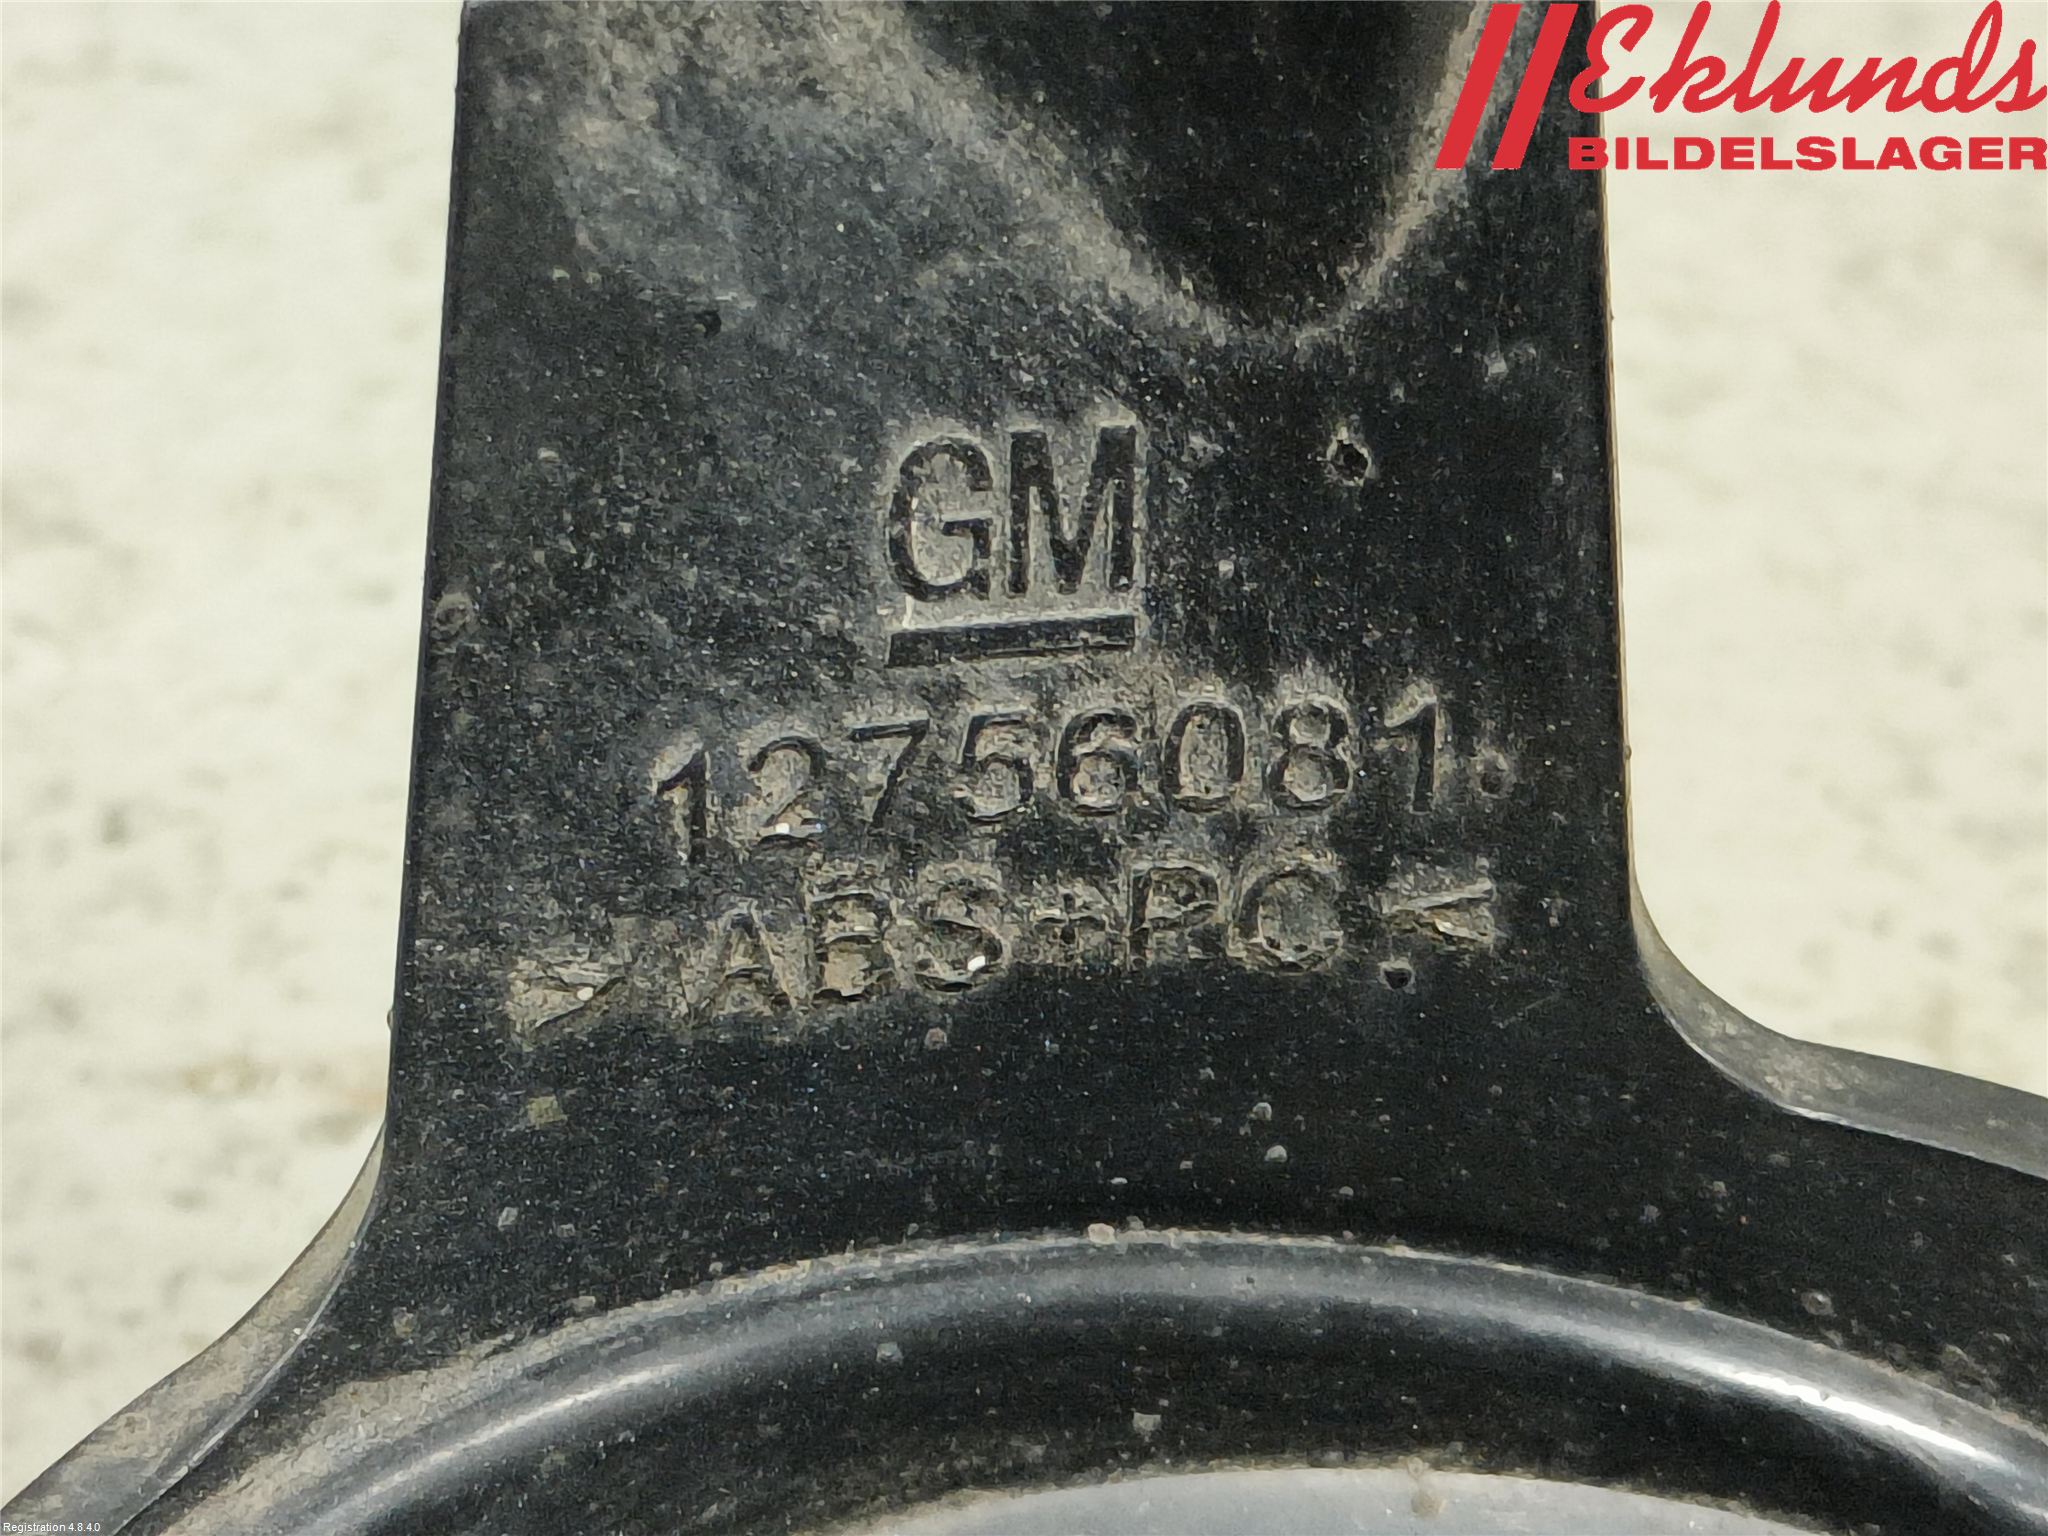 Eklunds
BILDELSLAGER
GM
12756081
>ABS+PC<
Registration 4.8.4.0